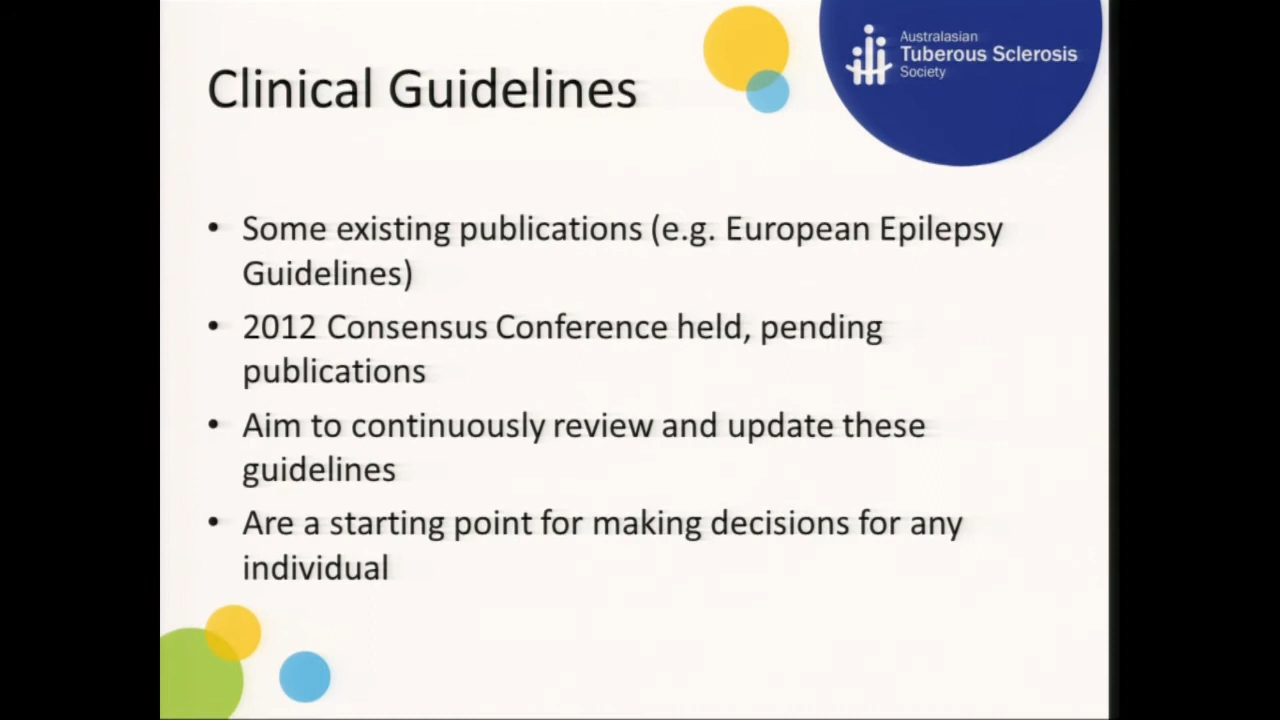 Australasian
Tuberous Sclerosis
Society
Clinical Guidelines
• Some existing publications (e.g. European Epilepsy
Guidelines)
• 2012 Consensus Conference held, pending
publications
• Aim to continuously review and update these
guidelines
• Are a starting point for making decisions for any
individual